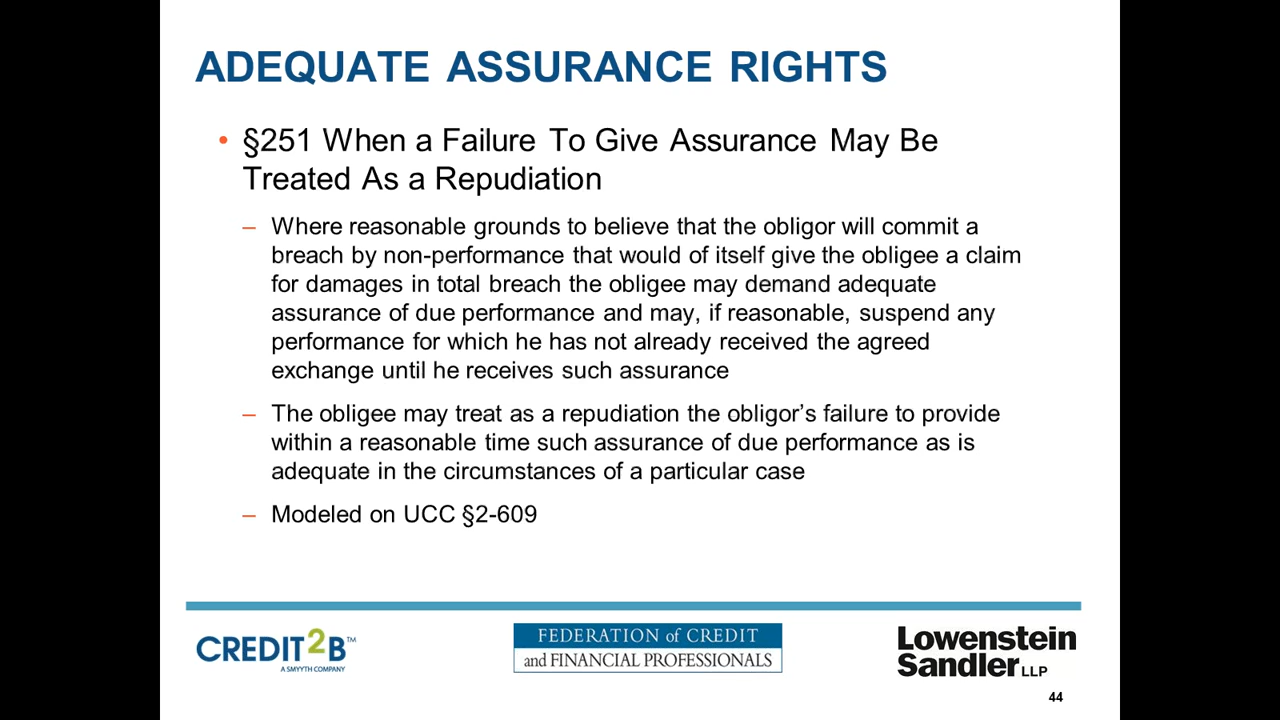 ADEQUATE ASSURANCE RIGHTS
• §251 When a Failure To Give Assurance May Be
Treated As a Repudiation
– Where reasonable grounds to believe that the obligor will commit a
breach by non-performance that would of itself give the obligee a claim
for damages in total breach the obligee may demand adequate
assurance of due performance and may, if reasonable, suspend any
performance for which he has not already received the agreed
exchange until he receives such assurance
– The obligee may treat as a repudiation the obligor’s failure to provide
within a reasonable time such assurance of due performance as is
adequate in the circumstances of a particular case
– Modeled on UCC §2-609
CREDIT2B™
A SMYYTH COMPANY
FEDERATION of CREDIT
and FINANCIAL PROFESSIONALS
Lowenstein
Sandler LLP
44